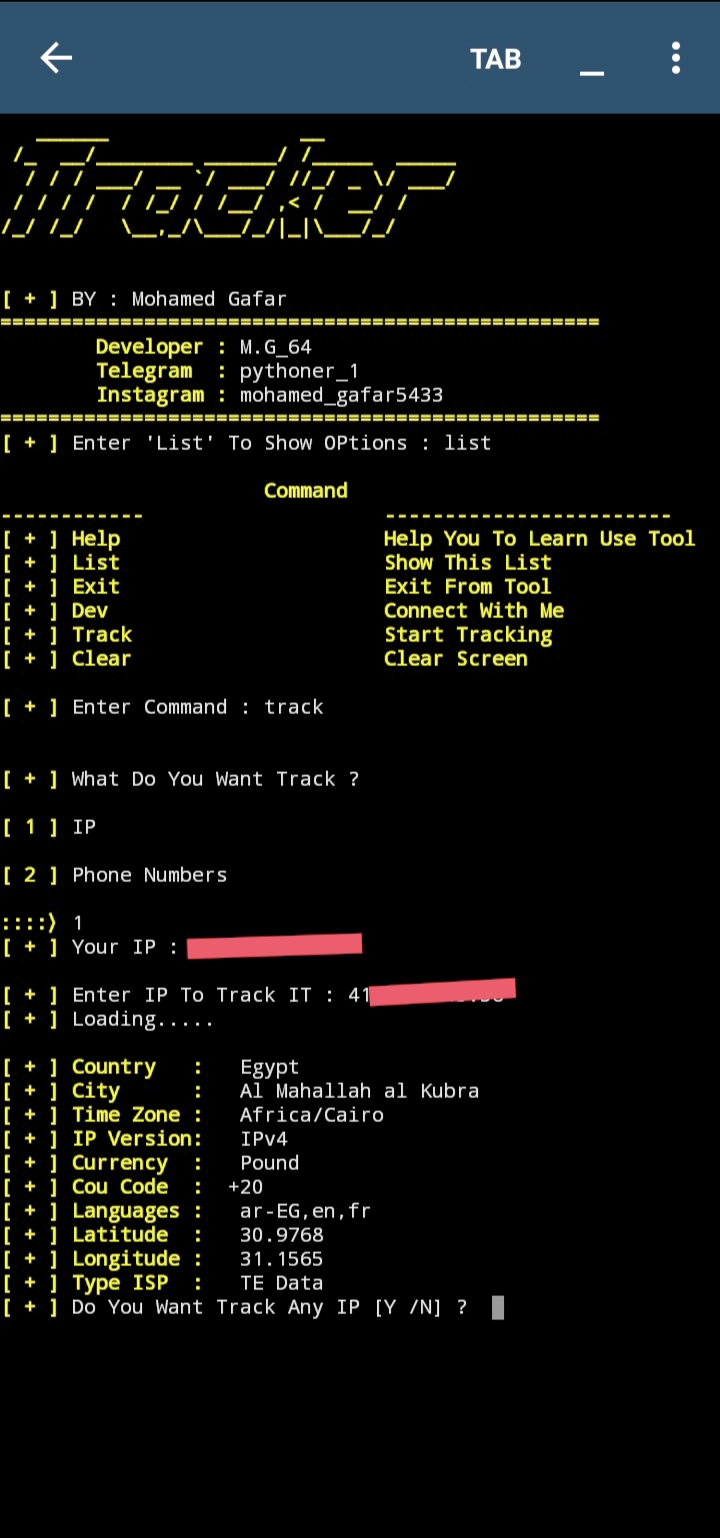 TAB
Tracker
[ + ] BY : Mohamed Gafar
==================================================
Developer : M.G_64
Telegram : pythoner_1
Instagram : mohamed_gafar5433
==================================================
[ + ] Enter 'List' To Show OPtions : list
Command
------------ ------------------------
[ + ] Help Help You To Learn Use Tool
[ + ] List Show This List
[ + ] Exit Exit From Tool
[ + ] Dev Connect With Me
[ + ] Track Start Tracking
[ + ] Clear Clear Screen
[ + ] Enter Command : track
[ + ] What Do You Want Track ?
[ 1 ] IP
[ 2 ] Phone Numbers
::::⟩ 1
[ + ] Your IP :
[ + ] Enter IP To Track IT : 41
[ + ] Loading.....
[ + ] Country : Egypt
[ + ] City : Al Mahallah al Kubra
[ + ] Time Zone : Africa/Cairo
[ + ] IP Version: IPv4
[ + ] Currency : Pound
[ + ] Cou Code : +20
[ + ] Languages : ar-EG,en,fr
[ + ] Latitude : 30.9768
[ + ] Longitude : 31.1565
[ + ] Type ISP : TE Data
[ + ] Do You Want Track Any IP [Y /N] ?